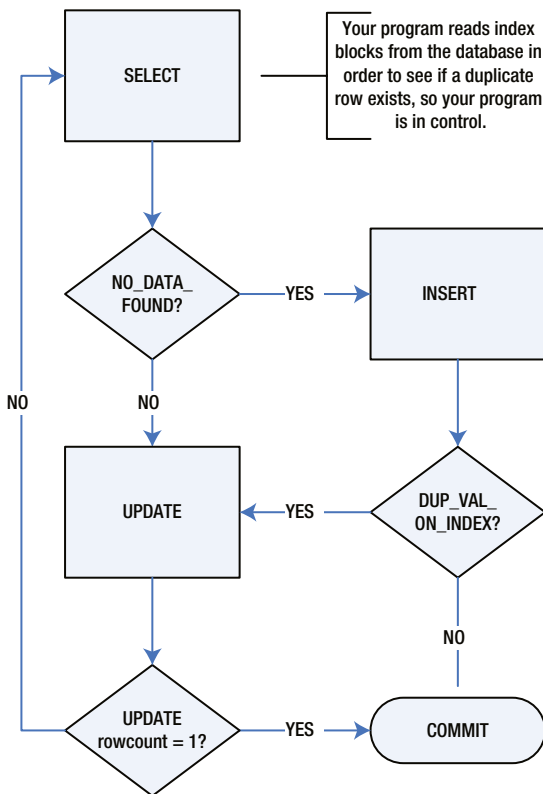 SELECT
Your program reads index
blocks from the database in
order to see if a duplicate
row exists, so your program
is in control.
NO_DATA_
FOUND?
YES
INSERT
NO
NO
UPDATE
YES
DUP_VAL_
ON_INDEX?
NO
UPDATE
rowcount = 1?
YES
COMMIT